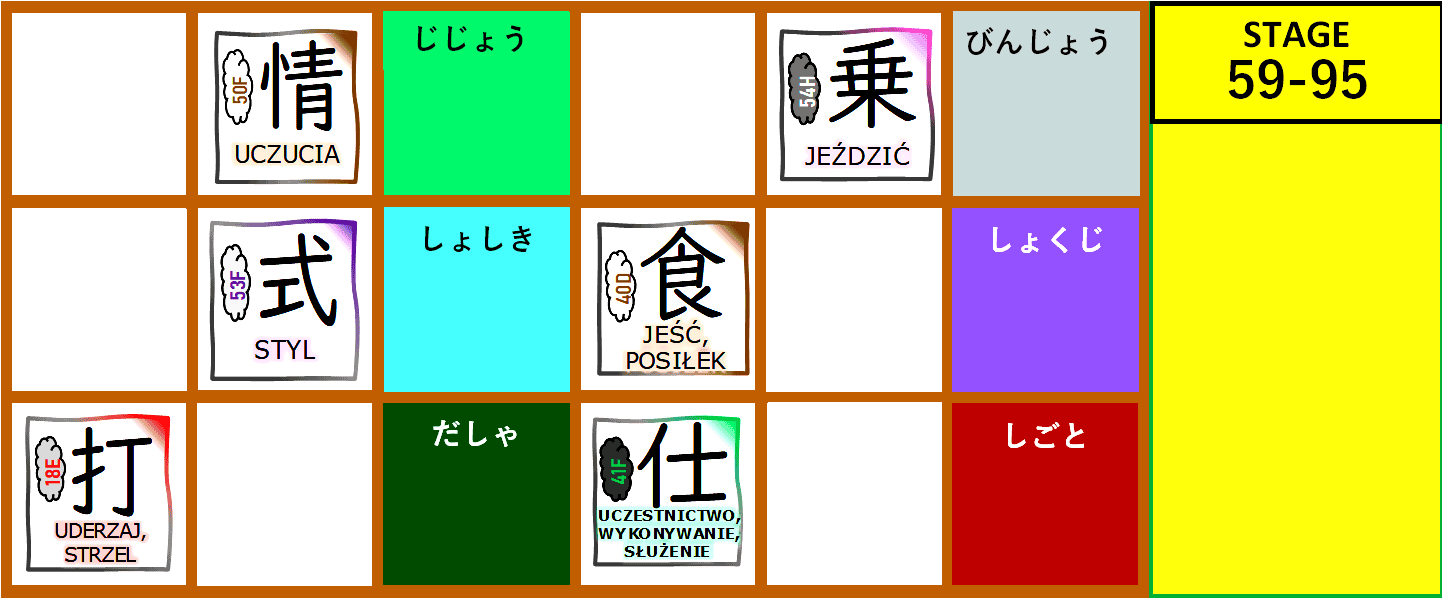 50F
情
UCZUCIA
じじょう
54H
乗
JEŹDZIĆ
びんじょう
STAGE
59-95
53F
式
STYL
しょしき
40D
食
JEŚĆ,
POSIŁEK
しょくじ
18E
打
UDERZAJ,
STRZEL
だしゃ
41F
仕
UCZESTNICTWO,
WYKONYWANIE,
SŁUŻENIE
しごと